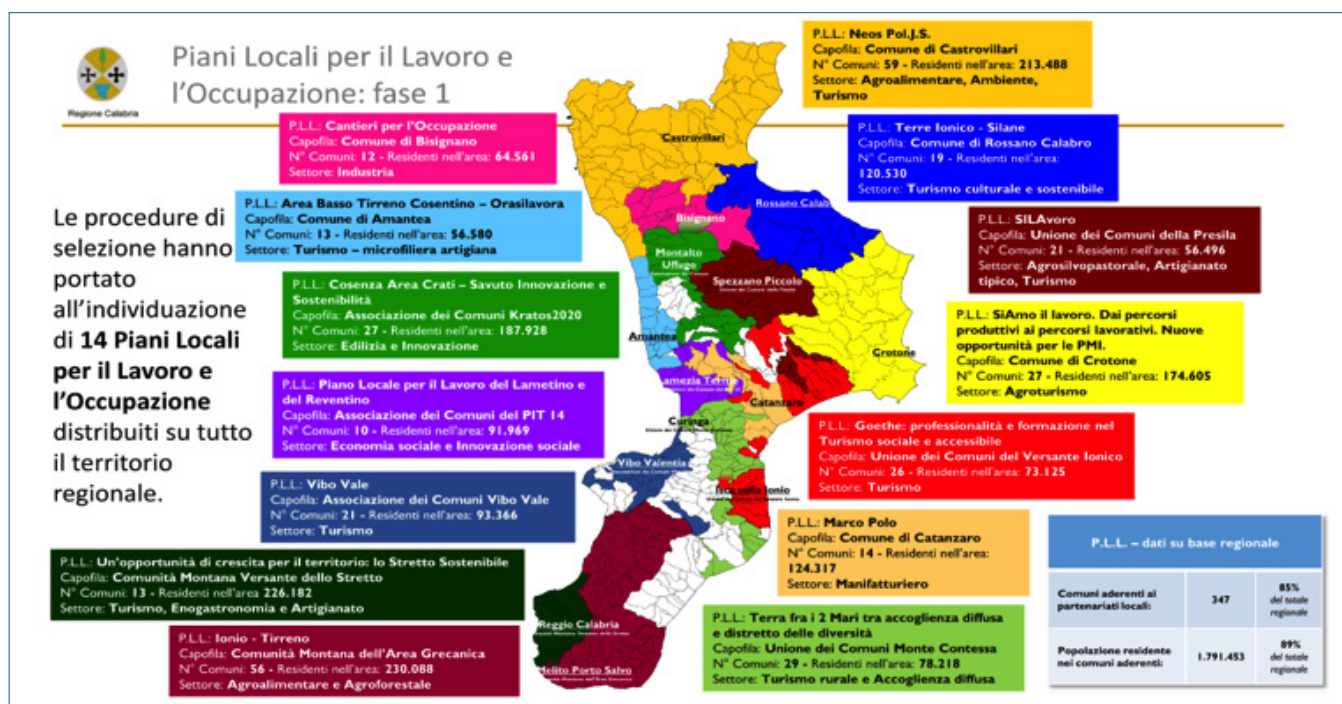 Regione Calabria
Piani Locali per il Lavoro e
l'Occupazione: fase 1
Le procedure di
selezione hanno
portato
all'individuazione
di 14 Piani Locali
per il Lavoro e
l'Occupazione
distribuiti su tutto
il territorio
regionale.
P.L.L.: Cantieri per l'Occupazione
Capofila: Comune di Bisignano
N° Comuni: 12 - Residenti nell'area: 64.561
Settore: Industria
P.L.L.: Area Basso Tirreno Cosentino – Orasilavora
Capofila: Comune di Amantea
N° Comuni: 13 - Residenti nell'area: 56.580
Settore: Turismo – microfiliera artigiana
P.L.L.: Cosenza Area Crati – Savuto Innovazione e
Sostenibilità
Capofila: Associazione dei Comuni Kratos2020
N° Comuni: 27 - Residenti nell'area: 187.928
Settore: Edilizia e Innovazione
P.L.L.: Piano Locale per il Lavoro del Lametino e
del Reventino
Capofila: Associazione dei Comuni del PIT 14
N° Comuni: 10 - Residenti nell'area: 91.969
Settore: Economia sociale e Innovazione sociale
P.L.L.: Vibo Vale
Capofila: Associazione dei Comuni Vibo Vale
N° Comuni: 21 - Residenti nell'area: 93.366
Settore: Turismo
P.L.L.: Un'opportunità di crescita per il territorio: lo Stretto Sostenibile
Capofila: Comunità Montana Versante dello Stretto
N° Comuni: 13 - Residenti nell'area 226.182
Settore: Turismo, Enogastronomia e Artigianato
P.L.L.: Ionio - Tirreno
Capofila: Comunità Montana dell'Area Grecanica
N° Comuni: 56 - Residenti nell'area: 230.088
Settore: Agroalimentare e Agroforestale
Castrovillari
Bisignano
Rossano Calab
Montalto
Uffugo
Spezzano Piccolo
Unione dei Comuni della Presila
Amantea
Crotone
Lamezia Terme
Catanzaro
Curinga
Vibo Valentia
Isca sullo Ionio
Reggio Calabria
Melito Porto Salvo
P.L.L.: Neos Pol.J.S.
Capofila: Comune di Castrovillari
N° Comuni: 59 - Residenti nell'area: 213.488
Settore: Agroalimentare, Ambiente,
Turismo
P.L.L.: Terre Ionico - Silane
Capofila: Comune di Rossano Calabro
N° Comuni: 19 - Residenti nell'area:
120.530
Settore: Turismo culturale e sostenibile
P.L.L.: SILAvoro
Capofila: Unione dei Comuni della Presila
N° Comuni: 21 - Residenti nell'area: 56.496
Settore: Agrosilvopastorale, Artigianato
tipico, Turismo
P.L.L.: SiAmo il lavoro. Dai percorsi
produttivi ai percorsi lavorativi. Nuove
opportunità per le PMI.
Capofila: Comune di Crotone
N° Comuni: 27 - Residenti nell'area: 174.605
Settore: Agroturismo
P.L.L.: Goethe: professionalità e formazione nel
Turismo sociale e accessibile
Capofila: Unione dei Comuni del Versante Ionico
N° Comuni: 26 - Residenti nell'area: 73.125
Settore: Turismo
P.L.L.: Marco Polo
Capofila: Comune di Catanzaro
N° Comuni: 14 - Residenti nell'area:
124.317
Settore: Manifatturiero
P.L.L.: Terra fra i 2 Mari tra accoglienza diffusa
e distretto delle diversità
Capofila: Unione dei Comuni Monte Contessa
N° Comuni: 29 - Residenti nell'area: 78.218
Settore: Turismo rurale e Accoglienza diffusa
P.L.L. – dati su base regionale
Comuni aderenti ai
partenariati locali:
347
85%
del totale
regionale
Popolazione residente
nei comuni aderenti:
1.791.453
89%
del totale
regionale